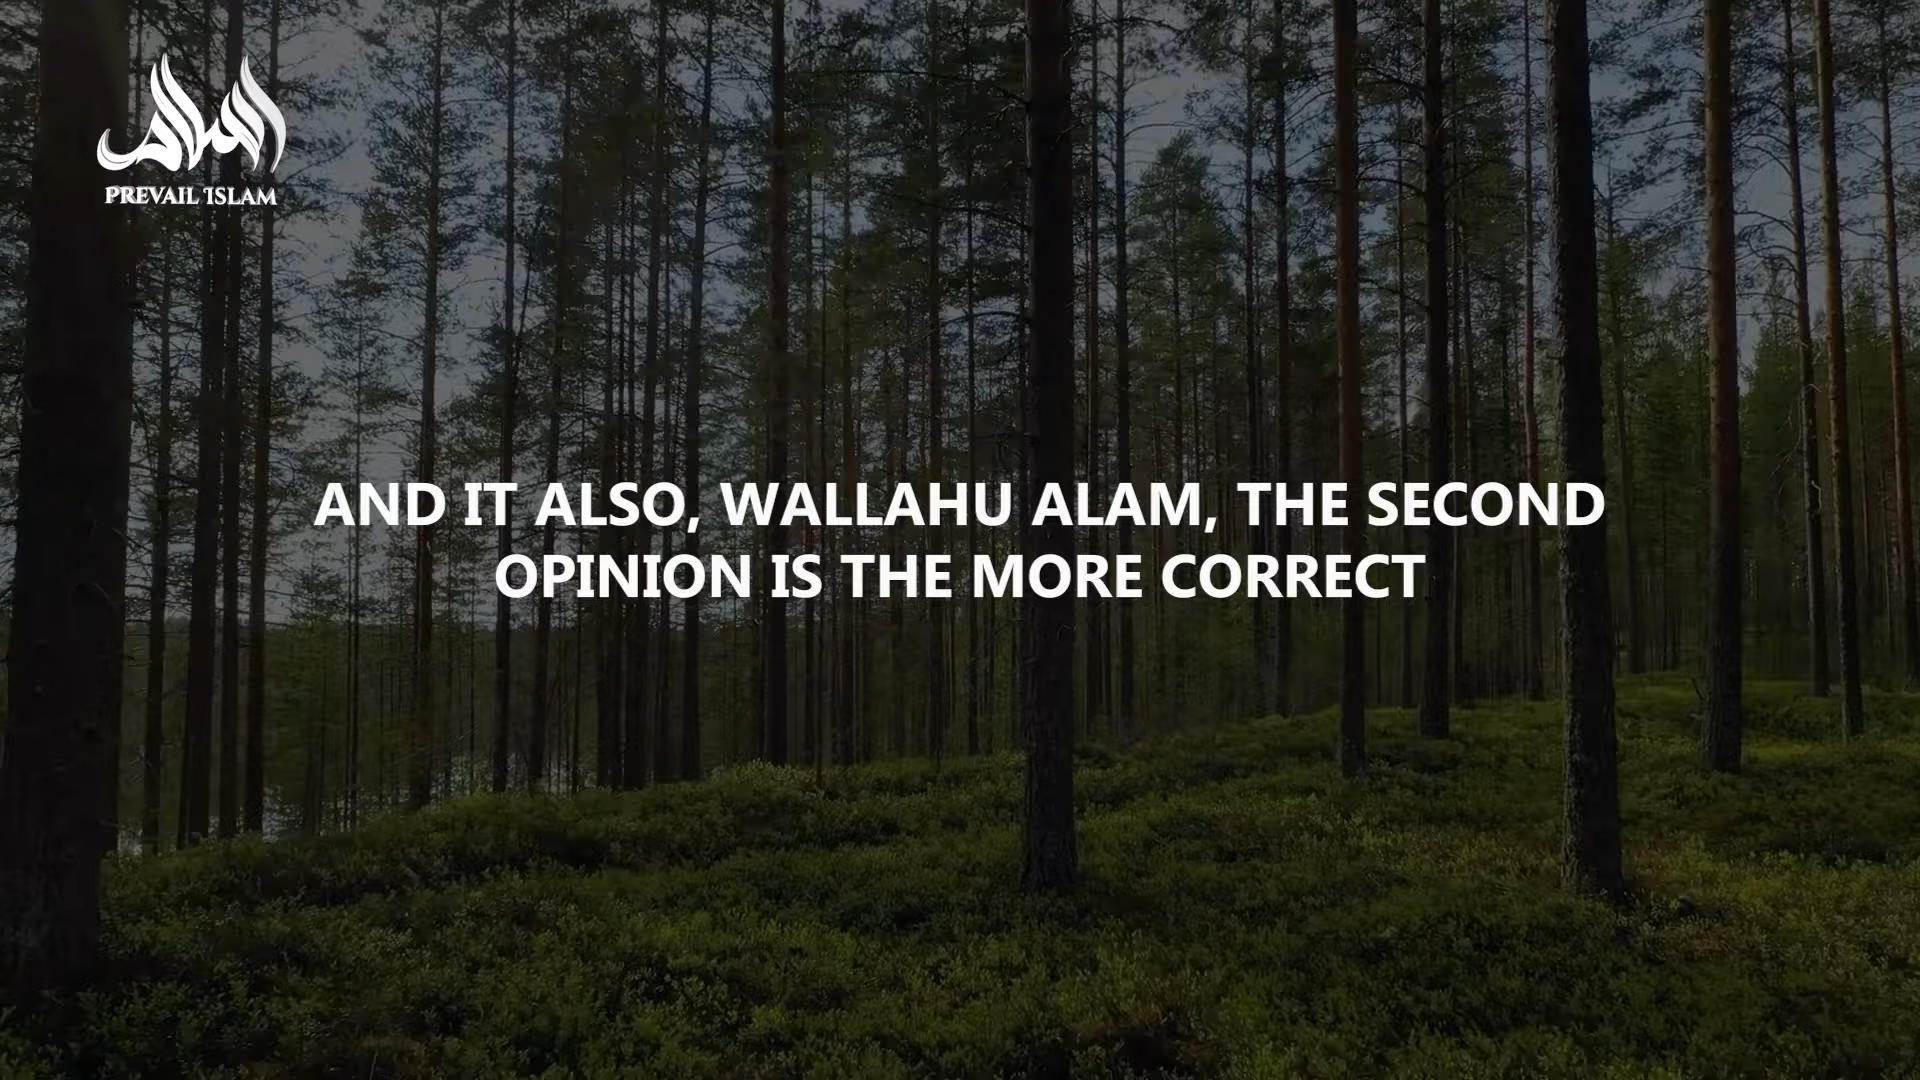 PREVAIL ISLAM
AND IT ALSO, WALLAHU ALAM, THE SECOND
OPINION IS THE MORE CORRECT